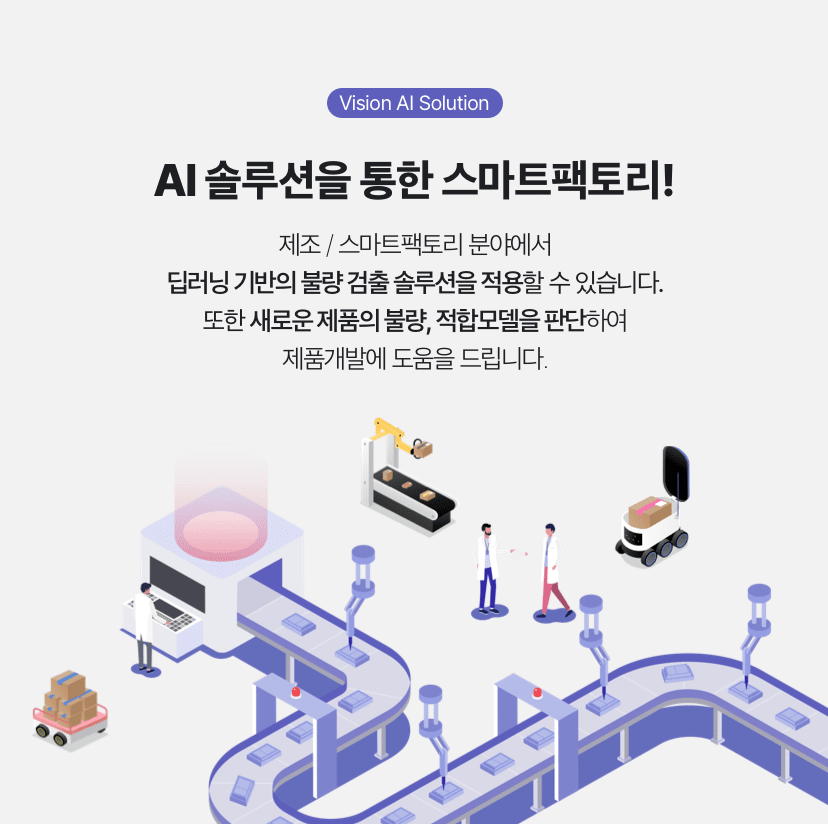 Vision AI Solution
AI 솔루션을 통한 스마트팩토리!
제조 / 스마트팩토리 분야에서
딥러닝 기반의 불량 검출 솔루션을 적용할 수 있습니다.
또한 새로운 제품의 불량, 적합모델을 판단하여
제품개발에 도움을 드립니다.